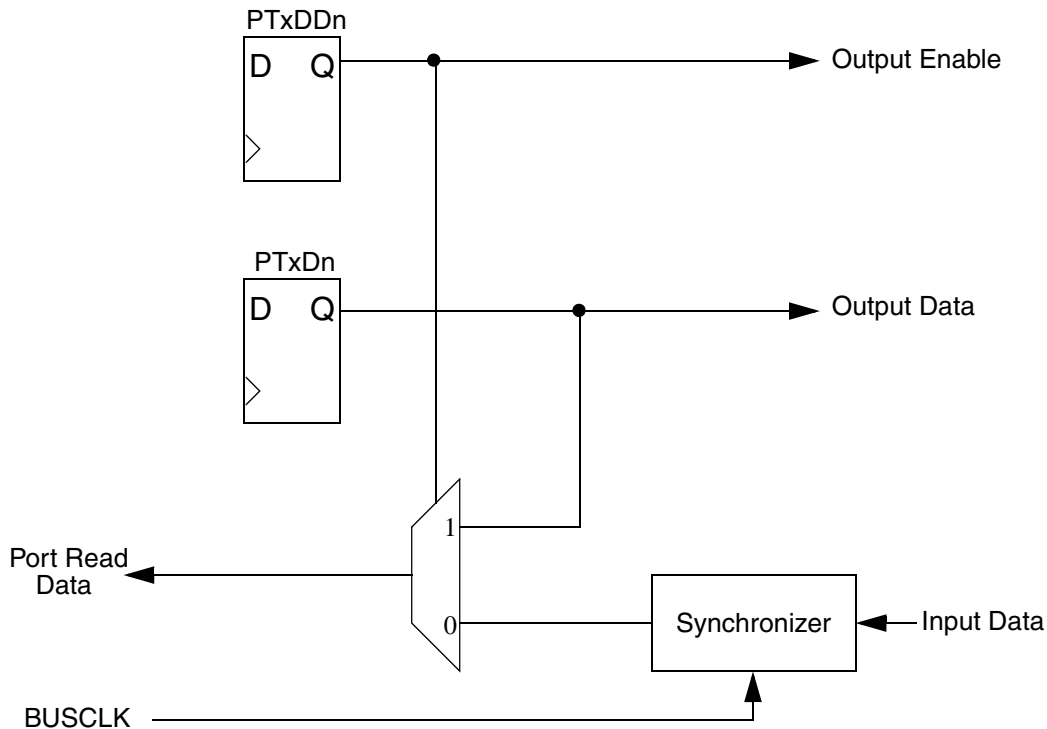 PTxDDn
D Q
Output Enable
PTxDn
D Q
Output Data
1
Port Read
Data
0
Synchronizer
Input Data
BUSCLK